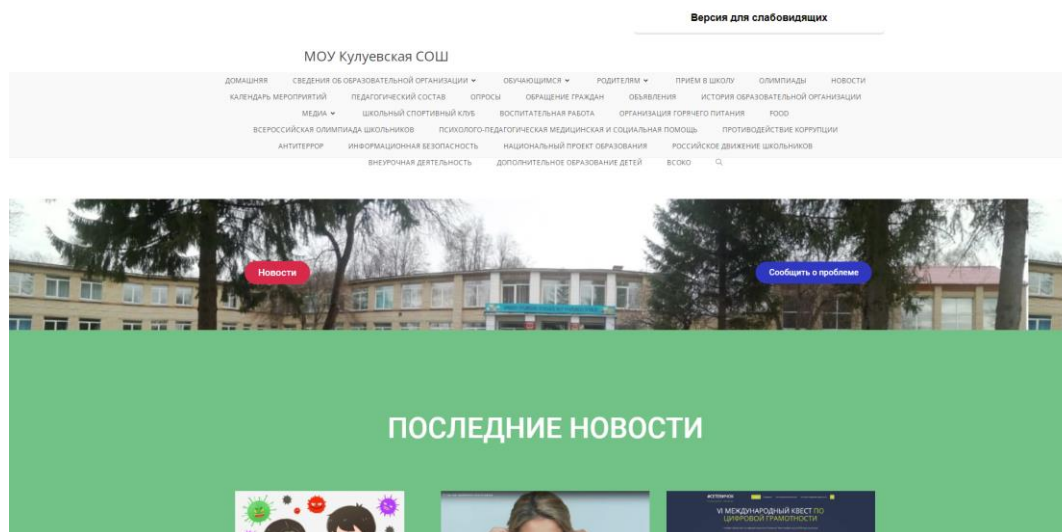 Версия для слабовидящих
МОУ Кулуевская СОШ
ДОМАШНЯЯ СВЕДЕНИЯ ОБ ОБРАЗОВАТЕЛЬНОЙ ОРГАНИЗАЦИИ ОБУЧАЮЩИМСЯ РОДИТЕЛЯМ ПРИЁМ В ШКОЛУ ОЛИМПИАДЫ НОВОСТИ
КАЛЕНДАРЬ МЕРОПРИЯТИЙ ПЕДАГОГИЧЕСКИЙ СОСТАВ ОПРОСЫ ОБРАЩЕНИЕ ГРАЖДАН ОБЪЯВЛЕНИЯ ИСТОРИЯ ОБРАЗОВАТЕЛЬНОЙ ОРГАНИЗАЦИИ
МЕДИА ШКОЛЬНЫЙ СПОРТИВНЫЙ КЛУБ ВОСПИТАТЕЛЬНАЯ РАБОТА ОРГАНИЗАЦИЯ ГОРЯЧЕГО ПИТАНИЯ FOOD
ВСЕРОССИЙСКАЯ ОЛИМПИАДА ШКОЛЬНИКОВ ПСИХОЛОГО-ПЕДАГОГИЧЕСКАЯ МЕДИЦИНСКАЯ И СОЦИАЛЬНАЯ ПОМОЩЬ ПРОТИВОДЕЙСТВИЕ КОРРУПЦИИ
АНТИТЕРРОР ИНФОРМАЦИОННАЯ БЕЗОПАСНОСТЬ НАЦИОНАЛЬНЫЙ ПРОЕКТ ОБРАЗОВАНИЯ РОССИЙСКОЕ ДВИЖЕНИЕ ШКОЛЬНИКОВ
ВНЕУРОЧНАЯ ДЕЯТЕЛЬНОСТЬ ДОПОЛНИТЕЛЬНОЕ ОБРАЗОВАНИЕ ДЕТЕЙ ВСОКО
Новости
Сообщить о проблеме
ПОСЛЕДНИЕ НОВОСТИ
VI МЕЖДУНАРОДНЫЙ КВЕСТ ПО
ЦИФРОВОЙ ГРАМОТНОСТИ